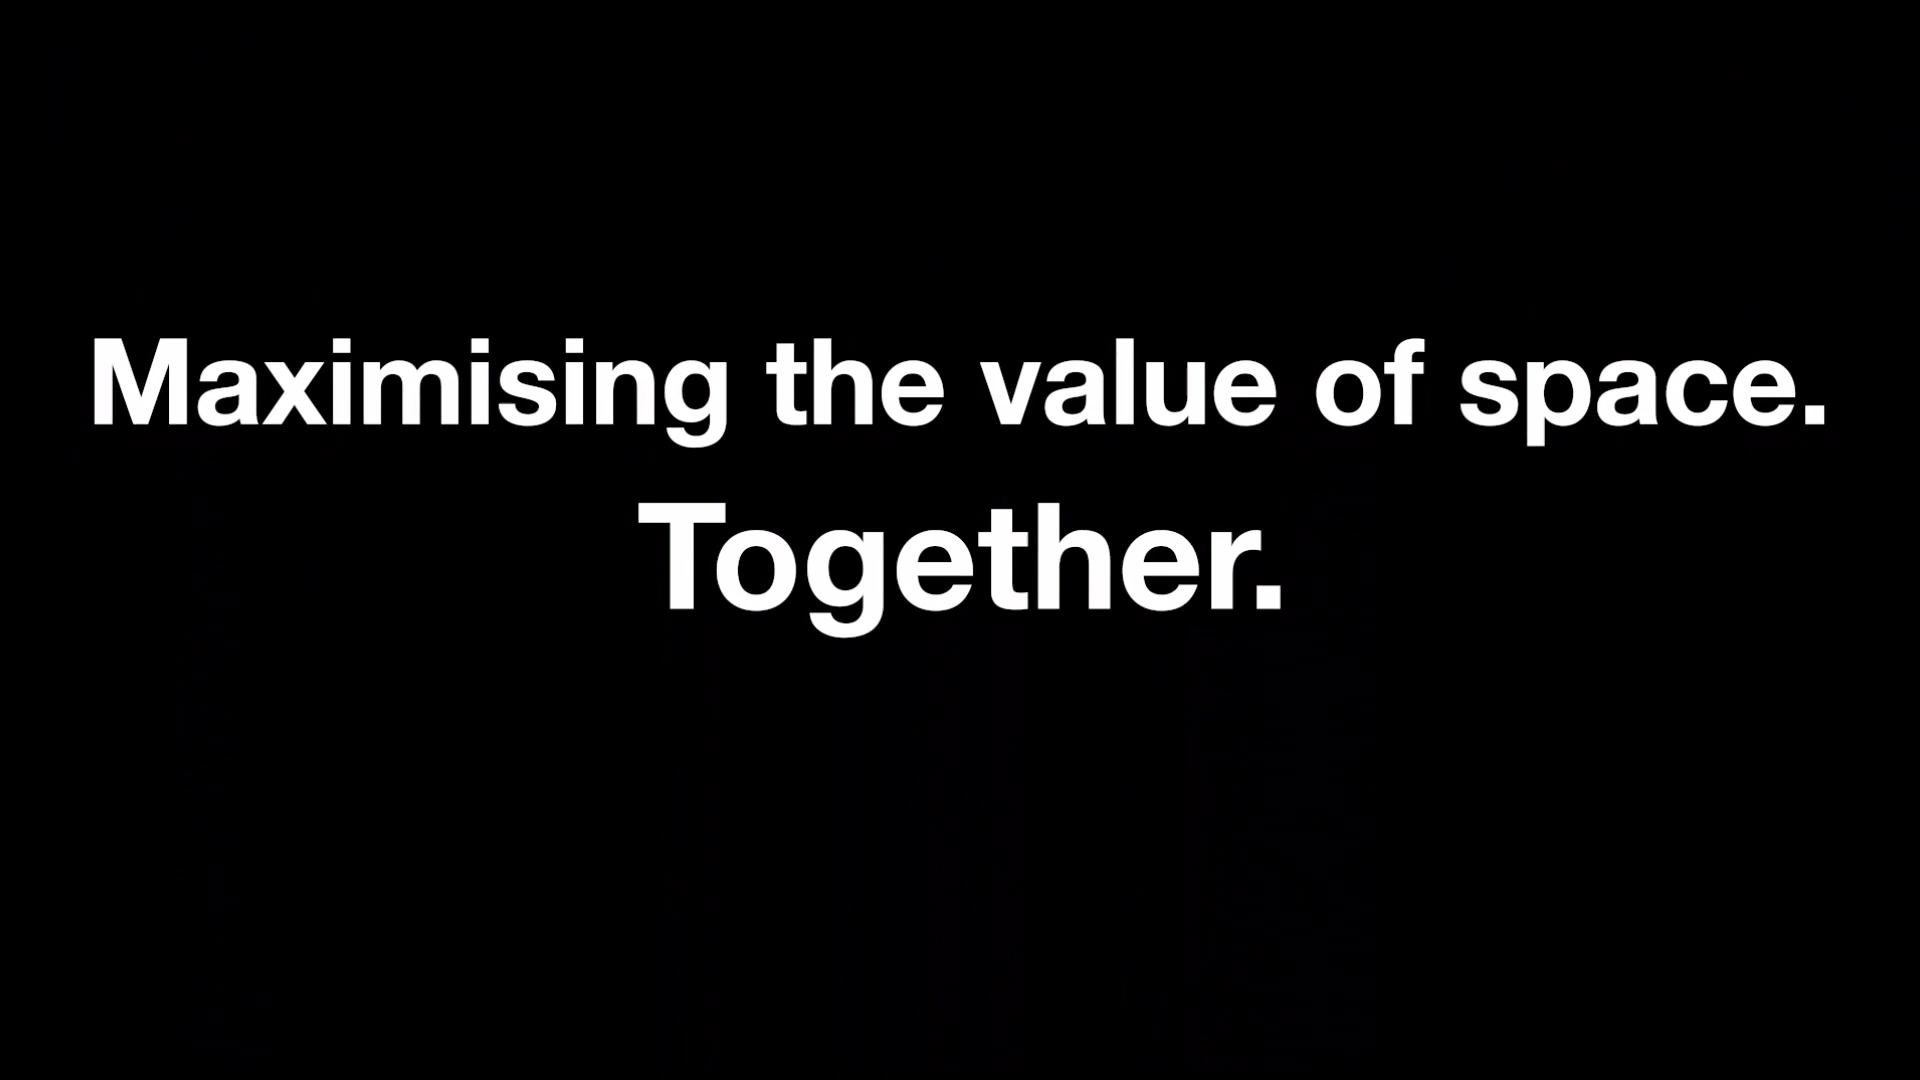 Maximising the value of space.
Together.